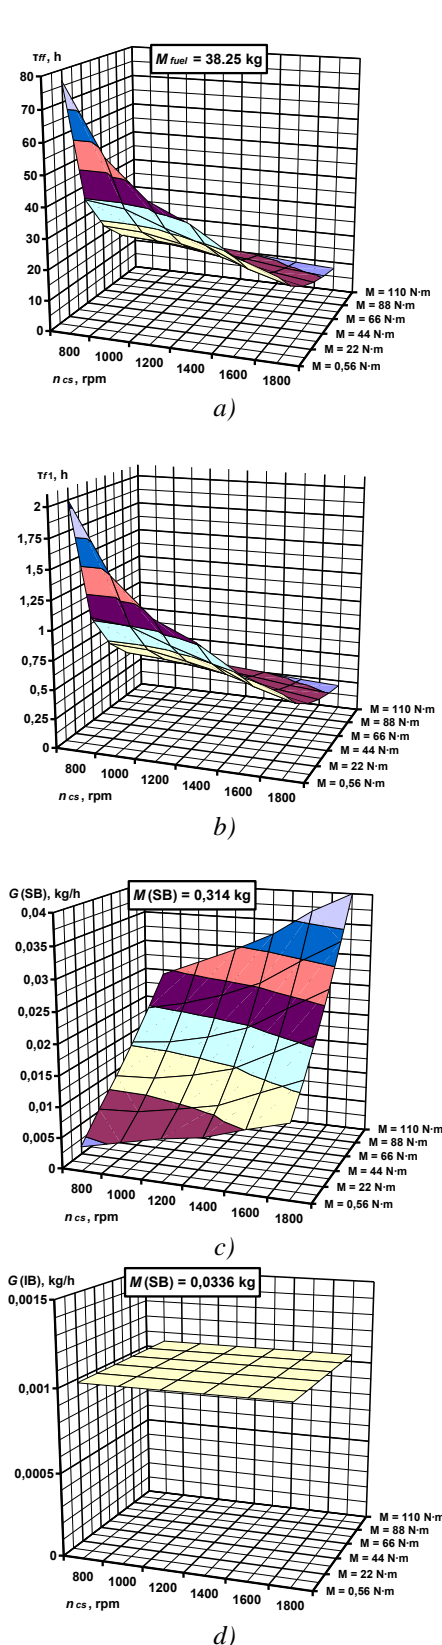 τff, h
M fuel = 38.25 kg
80
70
60
50
40
30
20
10
0
800
1000
1200
1400
1600
1800
n cs, rpm
M = 110 N·m
M = 88 N·m
M = 66 N·m
M = 44 N·m
M = 22 N·m
M = 0,56 N·m
a)
τf1, h
2
1,75
1,5
1,25
1
0,75
0,5
0,25
0
800
1000
1200
1400
1600
1800
n cs, rpm
M = 110 N·m
M = 88 N·m
M = 66 N·m
M = 44 N·m
M = 22 N·m
M = 0,56 N·m
b)
G (SB), kg/h
M (SB) = 0,314 kg
0,04
0,035
0,03
0,025
0,02
0,015
0,01
0,005
0
800
1000
1200
1400
1600
1800
n cs, rpm
M = 110 N·m
M = 88 N·m
M = 66 N·m
M = 44 N·m
M = 22 N·m
M = 0,56 N·m
c)
G (IB), kg/h
M (SB) = 0,0336 kg
0,0015
0,001
0,0005
0
800
1000
1200
1400
1600
1800
n cs, rpm
M = 110 N·m
M = 88 N·m
M = 66 N·m
M = 44 N·m
M = 22 N·m
M = 0,56 N·m
d)